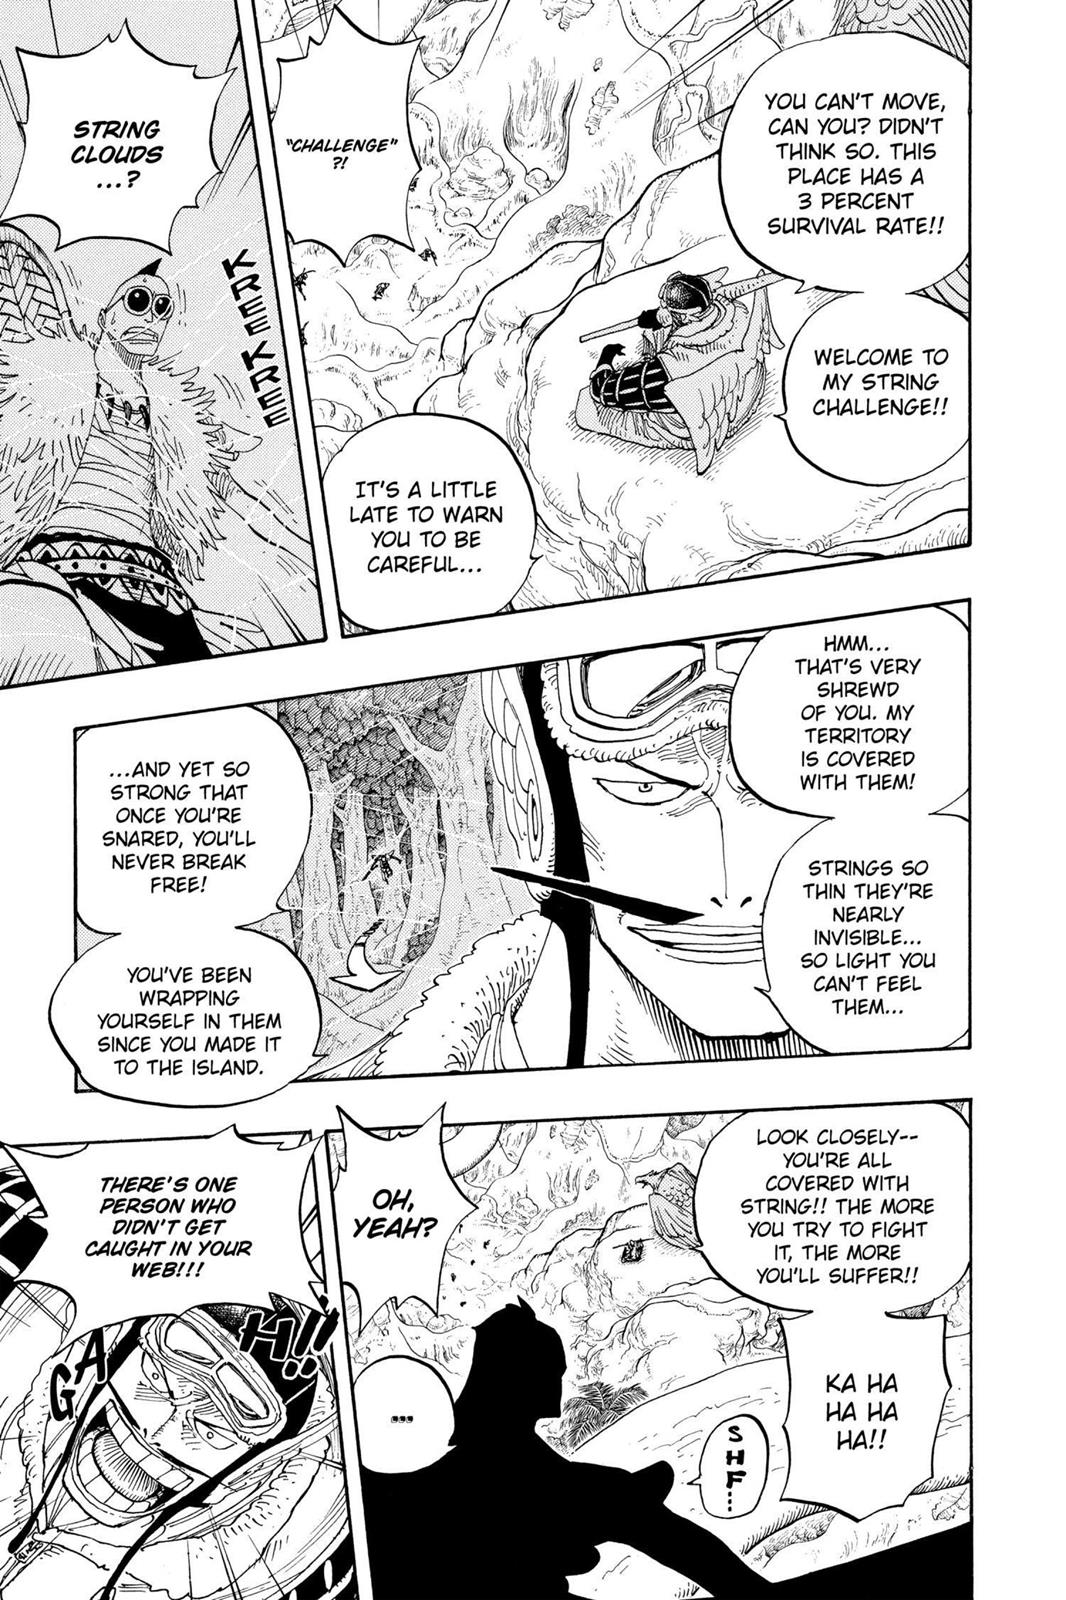 YOU CAN'T MOVE,
CAN YOU? DIDN'T
THINK SO. THIS
PLACE HAS A
3 PERCENT
SURVIVAL RATE!!
WELCOME TO
MY STRING
CHALLENGE!!
"CHALLENGE"
?!
IT'S A LITTLE
LATE TO WARN
YOU TO BE
CAREFUL...
STRING
CLOUDS
...?
KREE KREE
HMM...
THAT'S VERY
SHREWD
OF YOU. MY
TERRITORY
IS COVERED
WITH THEM!
STRINGS SO
THIN THEY'RE
NEARLY
INVISIBLE...
SO LIGHT YOU
CAN'T FEEL
THEM...
...AND YET SO
STRONG THAT
ONCE YOU'RE
SNARED, YOU'LL
NEVER BREAK
FREE!
YOU'VE BEEN
WRAPPING
YOURSELF IN THEM
SINCE YOU MADE IT
TO THE ISLAND.
LOOK CLOSELY--
YOU'RE ALL
COVERED WITH
STRING!! THE MORE
YOU TRY TO FIGHT
IT, THE MORE
YOU'LL SUFFER!!
KA HA
HA HA
HA!!
SHF...
OH,
YEAH?
...
THERE'S ONE
PERSON WHO
DIDN'T GET
CAUGHT IN YOUR
WEB!!!
GAH!!